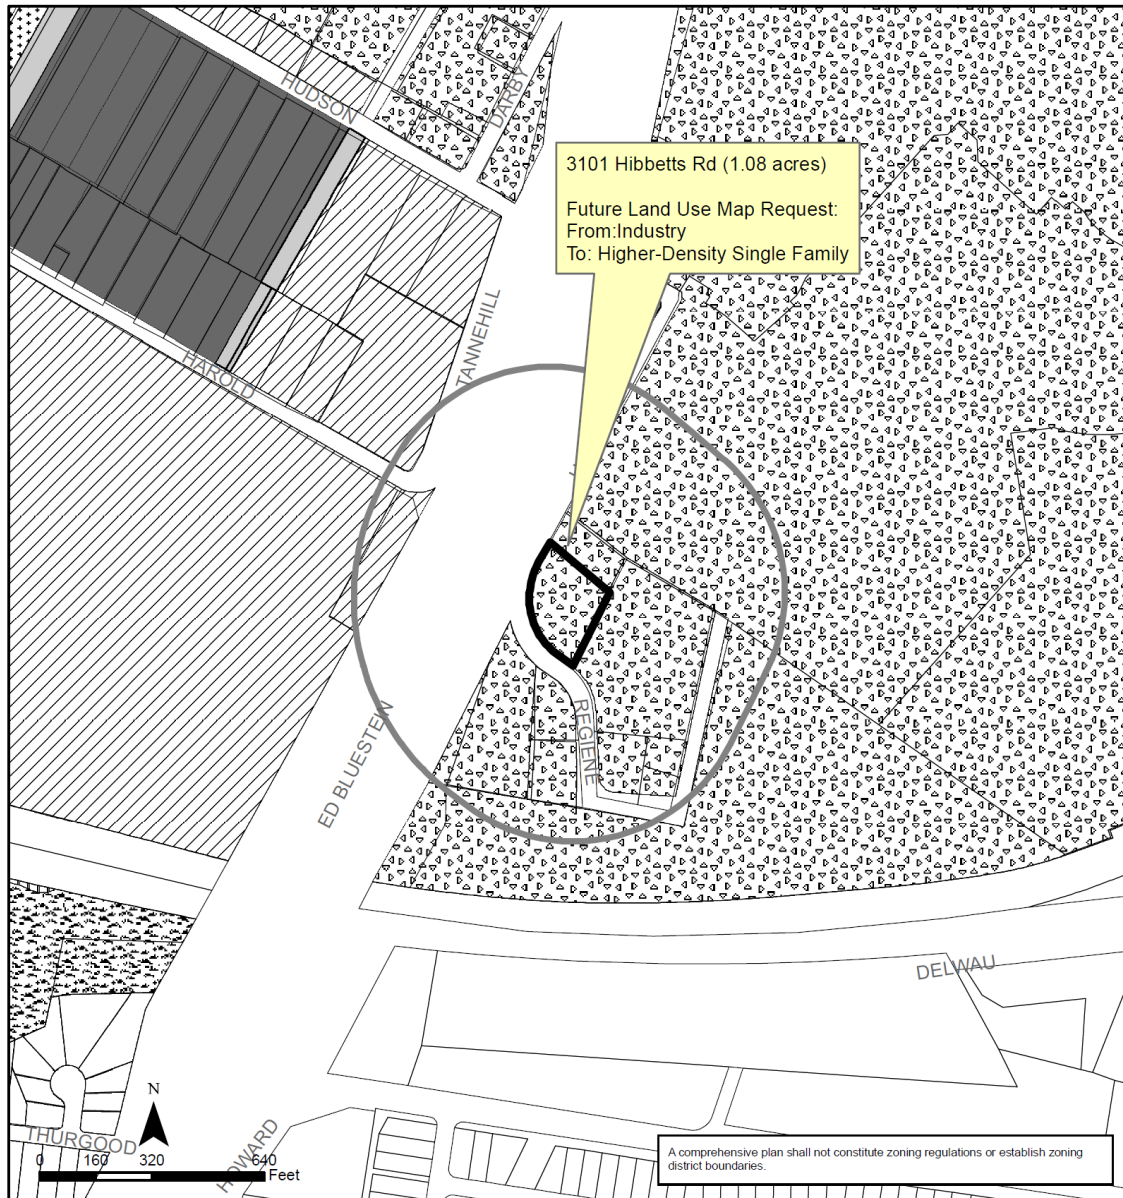 HUDSON
DARBY
3101 Hibbetts Rd (1.08 acres)
Future Land Use Map Request:
From:Industry
To: Higher-Density Single Family
TANNEHILL
HAROLD
REGIENE
ED BLUESTEIN
DELWAU
N
THURGOOD
HOWARD
0 160 320 640
Feet
A comprehensive plan shall not constitute zoning regulations or establish zoning
district boundaries.